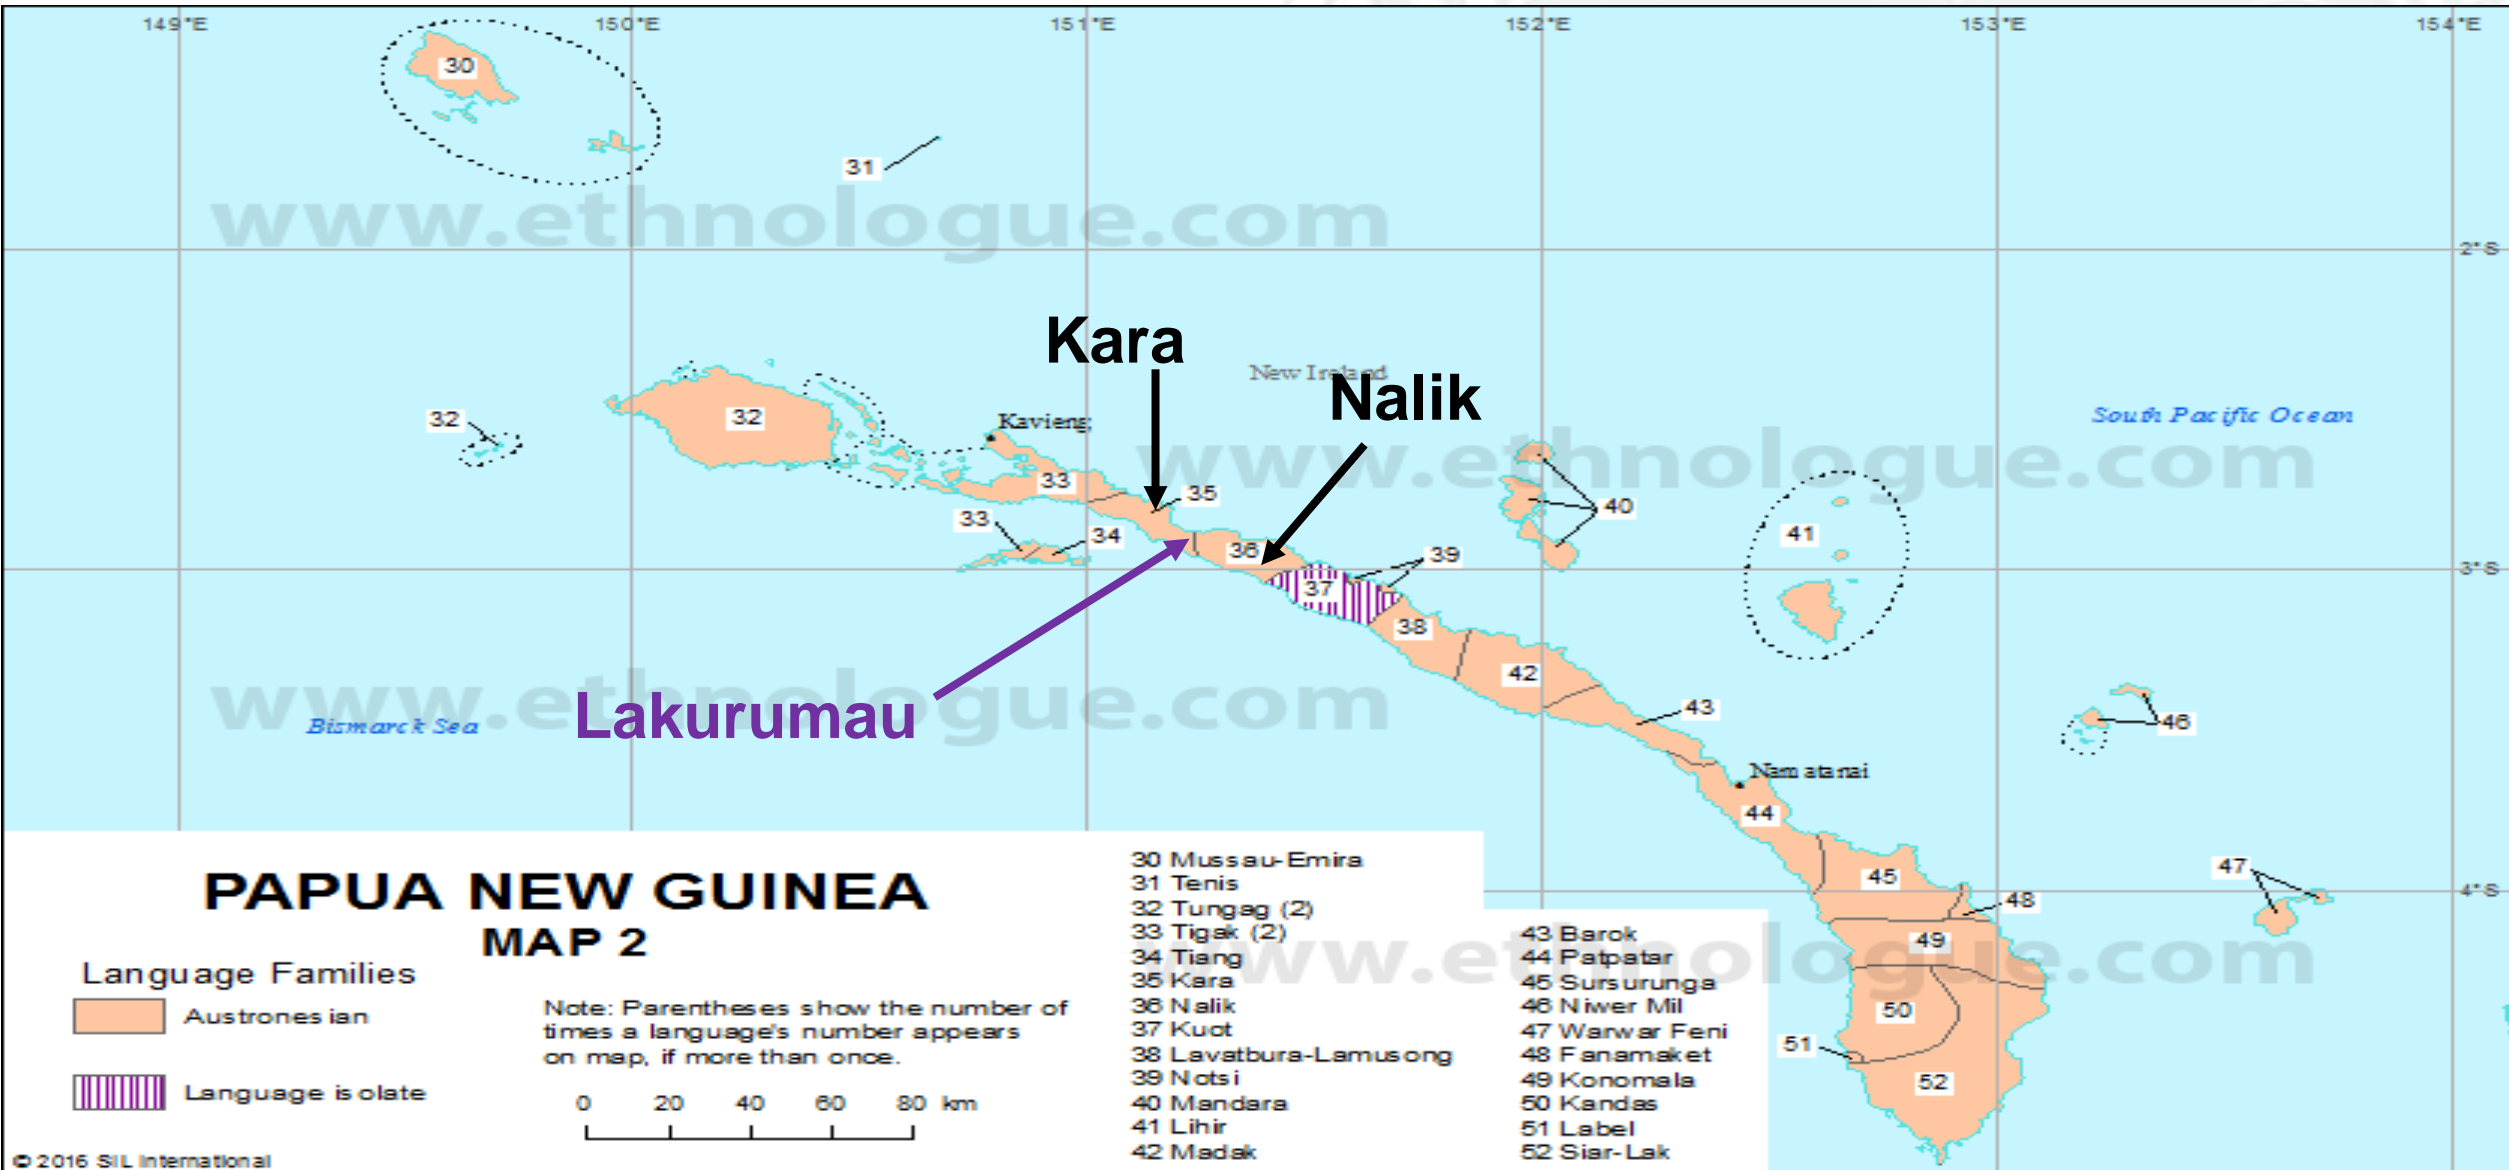 149°E 150°E 151°E 152°E 153°E 154°E
30
31
www.ethnologue.com
2°S
Kara
New Ireland
Nalik
32
32
Kavieng
South Pacific Ocean
www.ethnologue.com
33
35
40
33
34
36
39
41
3°S
37
38
42
www.ethnologue.com
Lakurumau
Bismarck Sea
43
46
Namatanai
44
45
47
4°S
48
49
www.ethnologue.com
50
51
52
PAPUA NEW GUINEA
MAP 2
Language Families
Austronesian
Language isolate
Note: Parentheses show the number of
times a language's number appears
on map, if more than once.
0 20 40 60 80 km
© 2016 SIL International
30 Mussau-Emira
31 Tenis
32 Tungag (2)
33 Tigak (2)
34 Tiang
35 Kara
36 Nalik
37 Kuot
38 Lavatbura-Lamusong
39 Notsi
40 Mandara
41 Lihir
42 Madak
43 Barok
44 Patpatar
45 Sursurunga
46 Niwer Mil
47 Warwar Feni
48 Fanamaket
49 Konomala
50 Kandas
51 Label
52 Siar-Lak